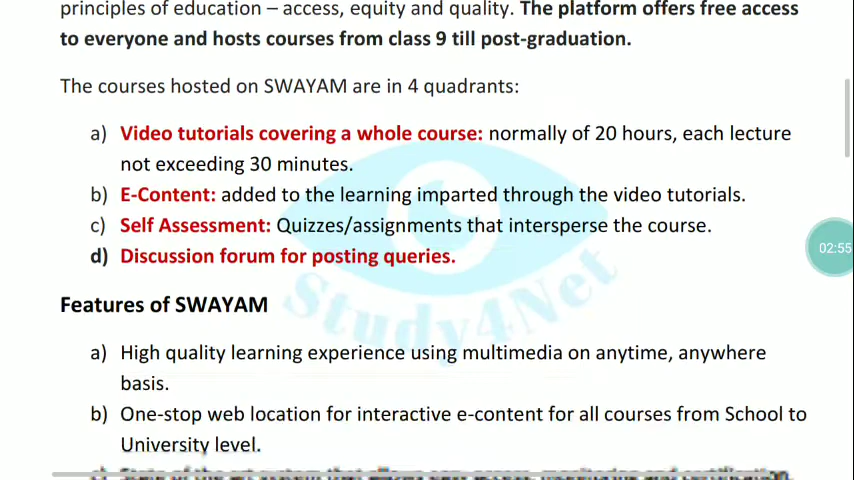 principles of education – access, equity and quality. The platform offers free access
to everyone and hosts courses from class 9 till post-graduation.
The courses hosted on SWAYAM are in 4 quadrants:
a) Video tutorials covering a whole course: normally of 20 hours, each lecture
not exceeding 30 minutes.
b) E-Content: added to the learning imparted through the video tutorials.
c) Self Assessment: Quizzes/assignments that intersperse the course.
d) Discussion forum for posting queries.
02:55
Study4Net
Features of SWAYAM
a) High quality learning experience using multimedia on anytime, anywhere
basis.
b) One-stop web location for interactive e-content for all courses from School to
University level.